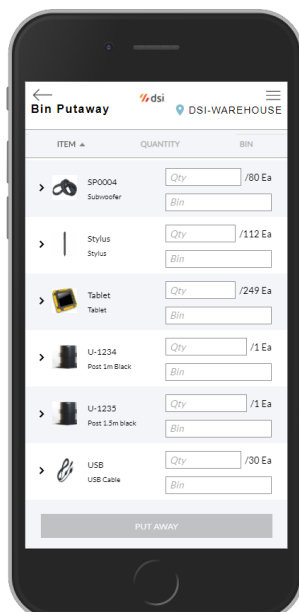 dsi
Bin Putaway
DSI-WAREHOUSE
ITEM QUANTITY BIN
SP0004 Qty /80 Ea
Subwoofer Bin
Stylus Qty /112 Ea
Stylus Bin
Tablet Qty /249 Ea
Tablet Bin
U-1234 Qty /1 Ea
Post 1m Black Bin
U-1235 Qty /1 Ea
Post 1.5m black Bin
USB Qty /30 Ea
USB Cable Bin
PUT AWAY